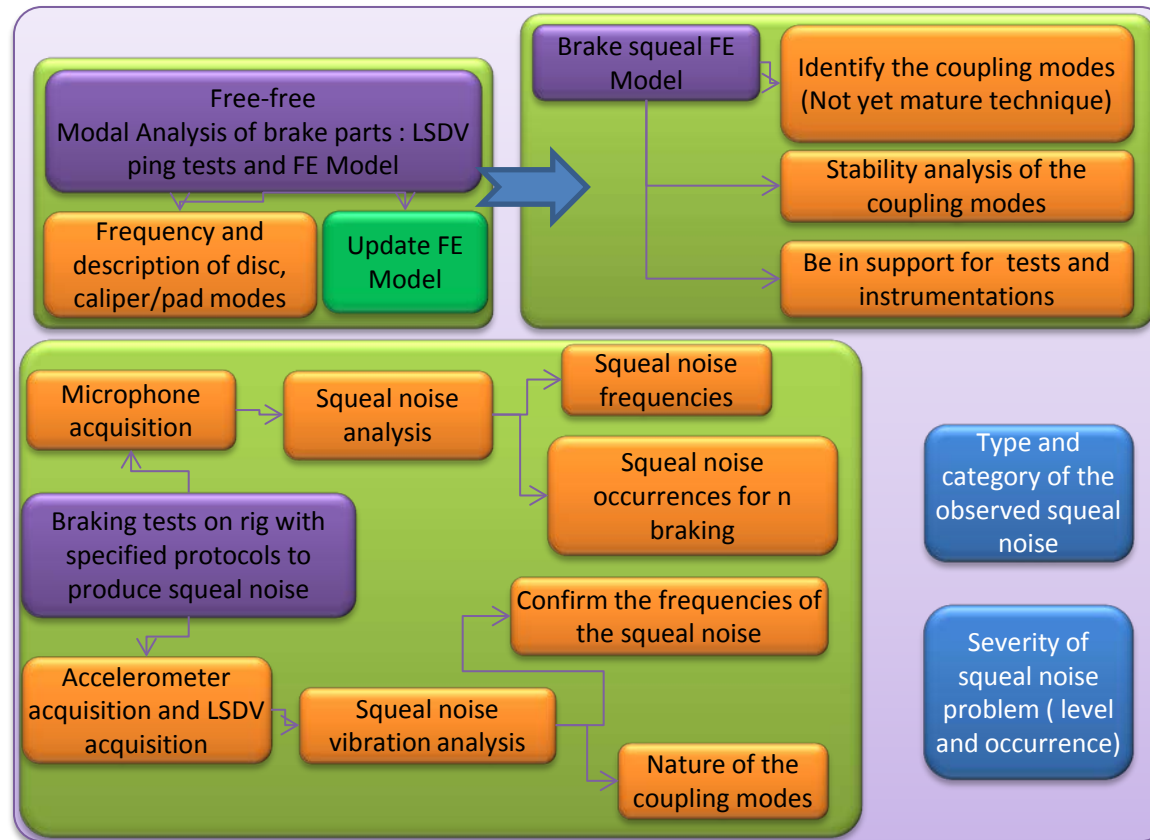 Free-free
Modal Analysis of brake parts : LSDV
ping tests and FE Model
Frequency and
description of disc,
caliper/pad modes
Update FE
Model
Brake squeal FE
Model
Identify the coupling modes
(Not yet mature technique)
Stability analysis of the
coupling modes
Be in support for tests and
instrumentations
Microphone
acquisition
Squeal noise
analysis
Squeal noise
frequencies
Squeal noise
occurrences for n
braking
Braking tests on rig with
specified protocols to
produce squeal noise
Confirm the frequencies of
the squeal noise
Accelerometer
acquisition and LSDV
acquisition
Squeal noise
vibration analysis
Nature of the
coupling modes
Type and
category of the
observed squeal
noise
Severity of
squeal noise
problem ( level
and occurrence)